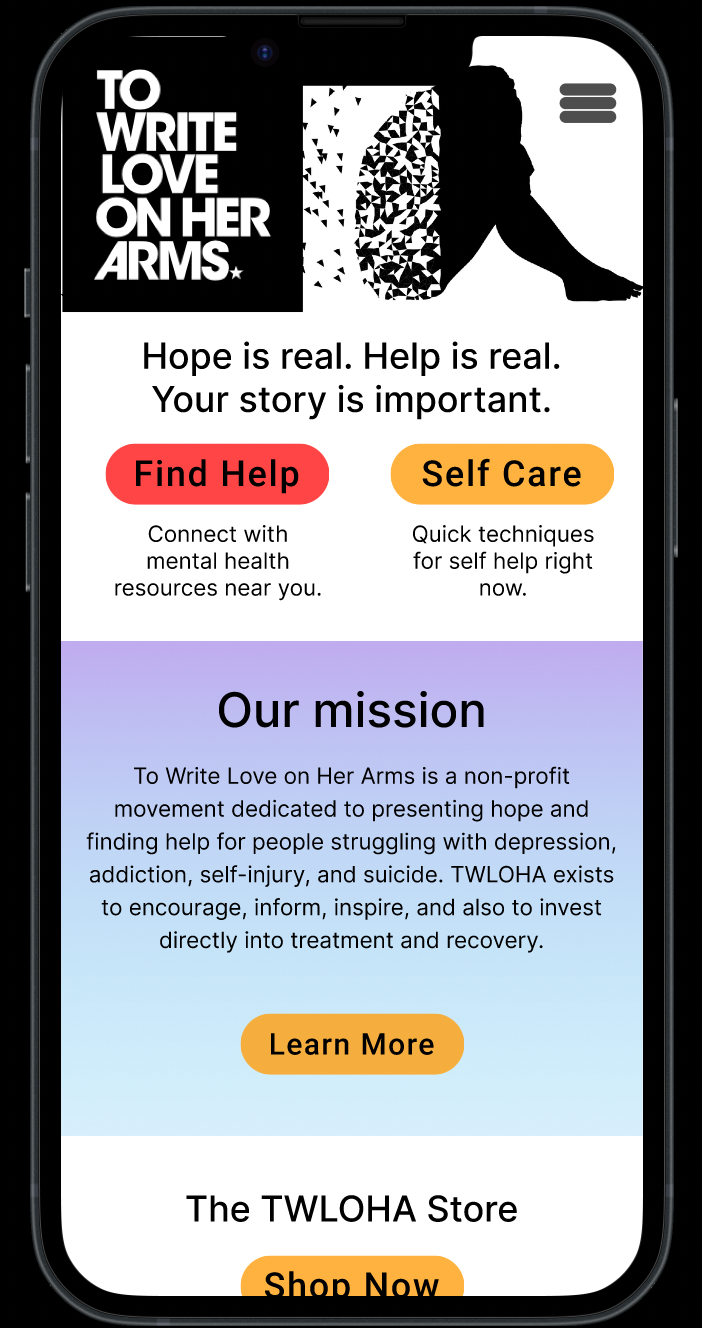 TO
WRITE
LOVE
ON HER
ARMS.
Hope is real. Help is real.
Your story is important.
Find Help
Self Care
Connect with
mental health
resources near you.
Quick techniques
for self help right
now.
Our mission
To Write Love on Her Arms is a non-profit
movement dedicated to presenting hope and
finding help for people struggling with depression,
addiction, self-injury, and suicide. TWLOHA exists
to encourage, inform, inspire, and also to invest
directly into treatment and recovery.
Learn More
The TWLOHA Store
Shop Now